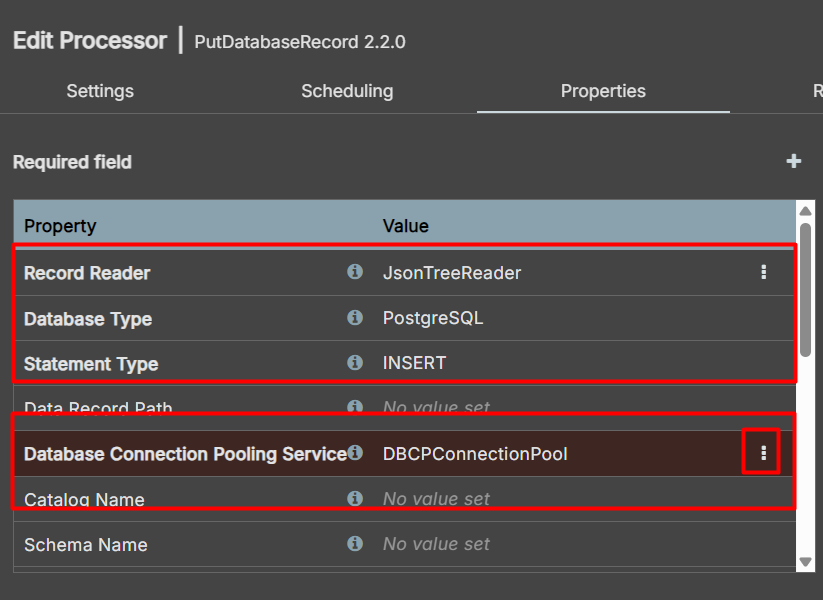 Edit Processor | PutDatabaseRecord 2.2.0
Settings Scheduling Properties R
Required field
Property Value
Record Reader JsonTreeReader
Database Type PostgreSQL
Statement Type INSERT
Data Record Path No value set
Database Connection Pooling Service DBCPConnectionPool
Catalog Name No value set
Schema Name No value set